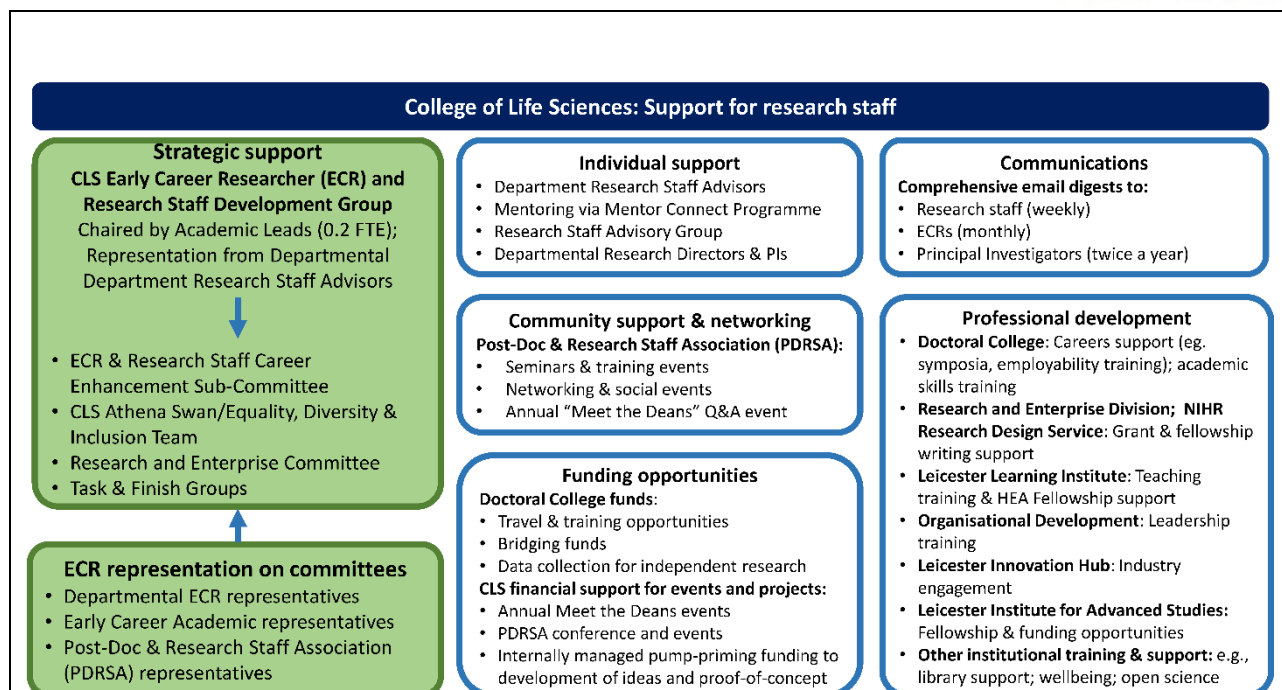 College of Life Sciences: Support for research staff
Strategic support
CLS Early Career Researcher (ECR) and
Research Staff Development Group
Chaired by Academic Leads (0.2 FTE);
Representation from Departmental
Department Research Staff Advisors
• ECR & Research Staff Career
Enhancement Sub-Committee
• CLS Athena Swan/Equality, Diversity &
Inclusion Team
• Research and Enterprise Committee
• Task & Finish Groups
ECR representation on committees
• Departmental ECR representatives
• Early Career Academic representatives
• Post-Doc & Research Staff Association
(PDRSA) representatives
Individual support
• Department Research Staff Advisors
• Mentoring via Mentor Connect Programme
• Research Staff Advisory Group
• Departmental Research Directors & PIs
Community support & networking
Post-Doc & Research Staff Association (PDRSA):
• Seminars & training events
• Networking & social events
• Annual “Meet the Deans” Q&A event
Funding opportunities
Doctoral College funds:
• Travel & training opportunities
• Bridging funds
• Data collection for independent research
CLS financial support for events and projects:
• Annual Meet the Deans events
• PDRSA conference and events
• Internally managed pump-priming funding to
development of ideas and proof-of-concept
Communications
Comprehensive email digests to:
• Research staff (weekly)
• ECRs (monthly)
• Principal Investigators (twice a year)
Professional development
• Doctoral College: Careers support (eg.
symposia, employability training); academic
skills training
• Research and Enterprise Division; NIHR
Research Design Service: Grant & fellowship
writing support
• Leicester Learning Institute: Teaching
training & HEA Fellowship support
• Organisational Development: Leadership
training
• Leicester Innovation Hub: Industry
engagement
• Leicester Institute for Advanced Studies:
Fellowship & funding opportunities
• Other institutional training & support: e.g.,
library support; wellbeing; open science